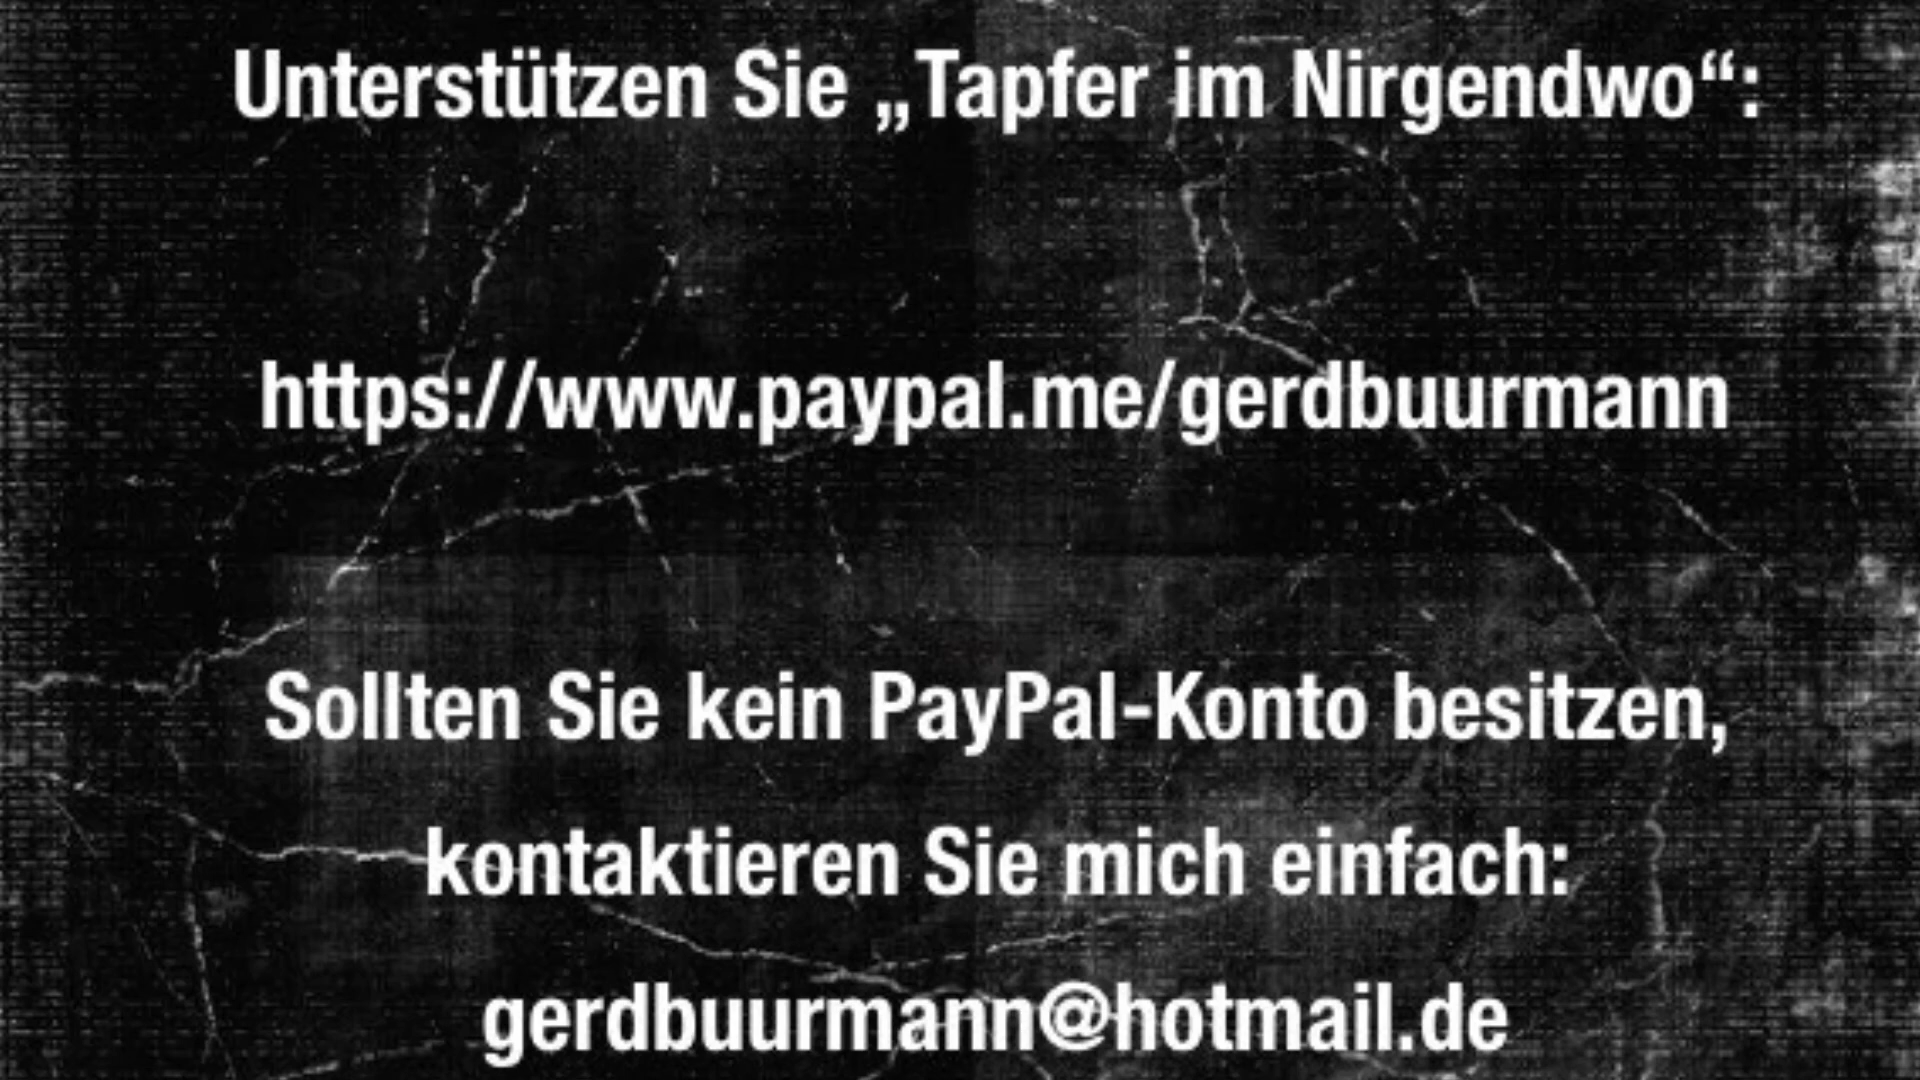 Unterstützen Sie „Tapfer im Nirgendwo“:
https://www.paypal.me/gerdbuurmann
Sollten Sie kein PayPal-Konto besitzen,
kontaktieren Sie mich einfach:
gerdbuurmann@hotmail.de